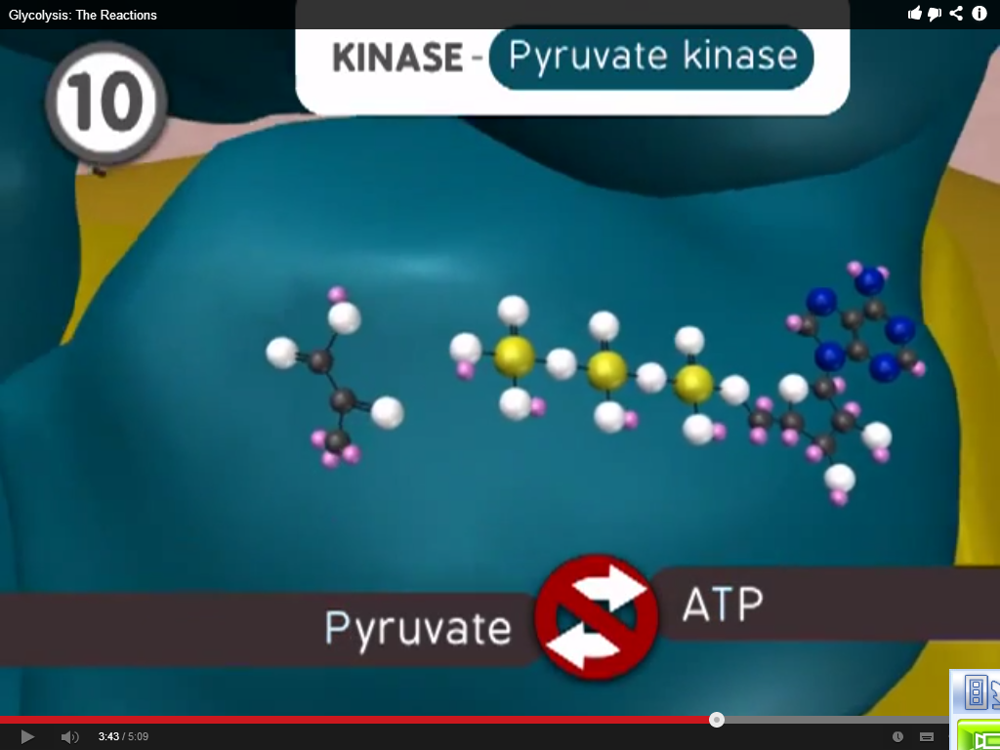 Glycolysis: The Reactions
10
KINASE - Pyruvate kinase
Pyruvate
ATP
3:43 / 5:09